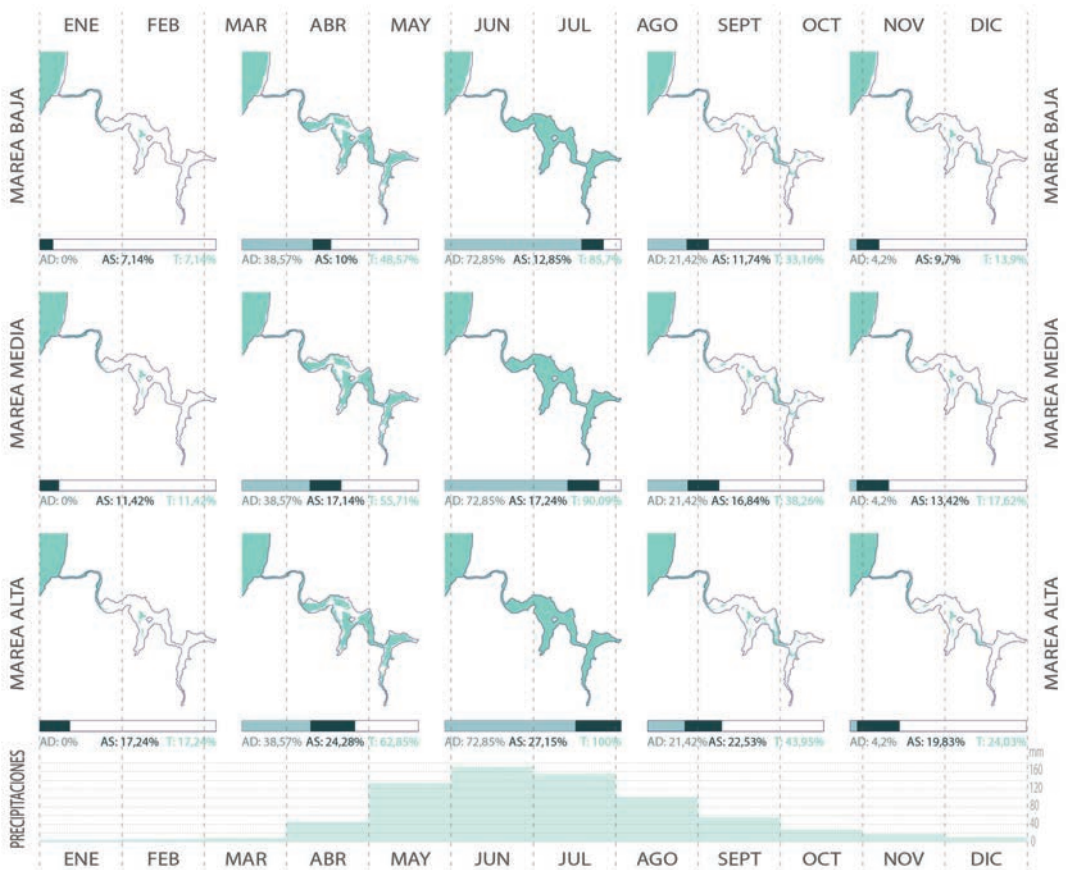 ENE FEB MAR ABR MAY JUN JUL AGO SEPT OCT NOV DIC
MAREA BAJA
MAREA BAJA
AD: 0% AS: 7,14% T: 7,14% AD: 38,57% AS: 10% T: 48,57% AD: 72,85% AS: 12,85% T: 85,7% AD: 21,42% AS: 11,74% T: 33,16% AD: 4,2% AS: 9,7% T: 13,9%
MAREA MEDIA
MAREA MEDIA
AD: 0% AS: 11,42% T: 11,42% AD: 38,57% AS: 17,14% T: 55,71% AD: 72,85% AS: 17,24% T: 90,09% AD: 21,42% AS: 16,84% T: 38,26% AD: 4,2% AS: 13,42% T: 17,62%
MAREA ALTA
MAREA ALTA
AD: 0% AS: 17,24% T: 17,24% AD: 38,57% AS: 24,28% T: 62,85% AD: 72,85% AS: 27,15% T: 100% AD: 21,42% AS: 22,53% T: 43,95% AD: 4,2% AS: 19,83% T: 24,03%
PRECIPITACIONES
mm
160
120
80
40
0
ENE FEB MAR ABR MAY JUN JUL AGO SEPT OCT NOV DIC